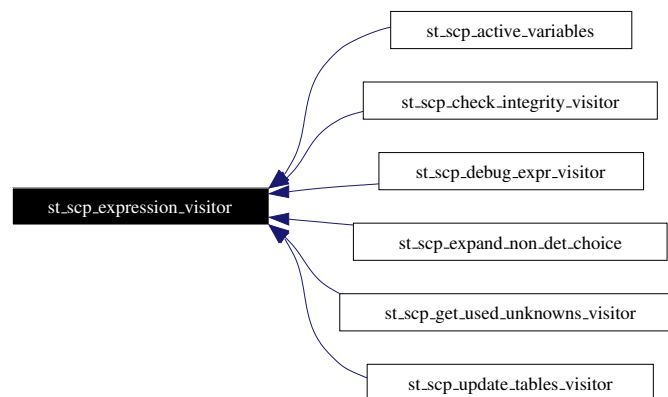 st_scp_active_variables
st_scp_check_integrity_visitor
st_scp_debug_expr_visitor
st_scp_expression_visitor
st_scp_expand_non_det_choice
st_scp_get_used_unknowns_visitor
st_scp_update_tables_visitor